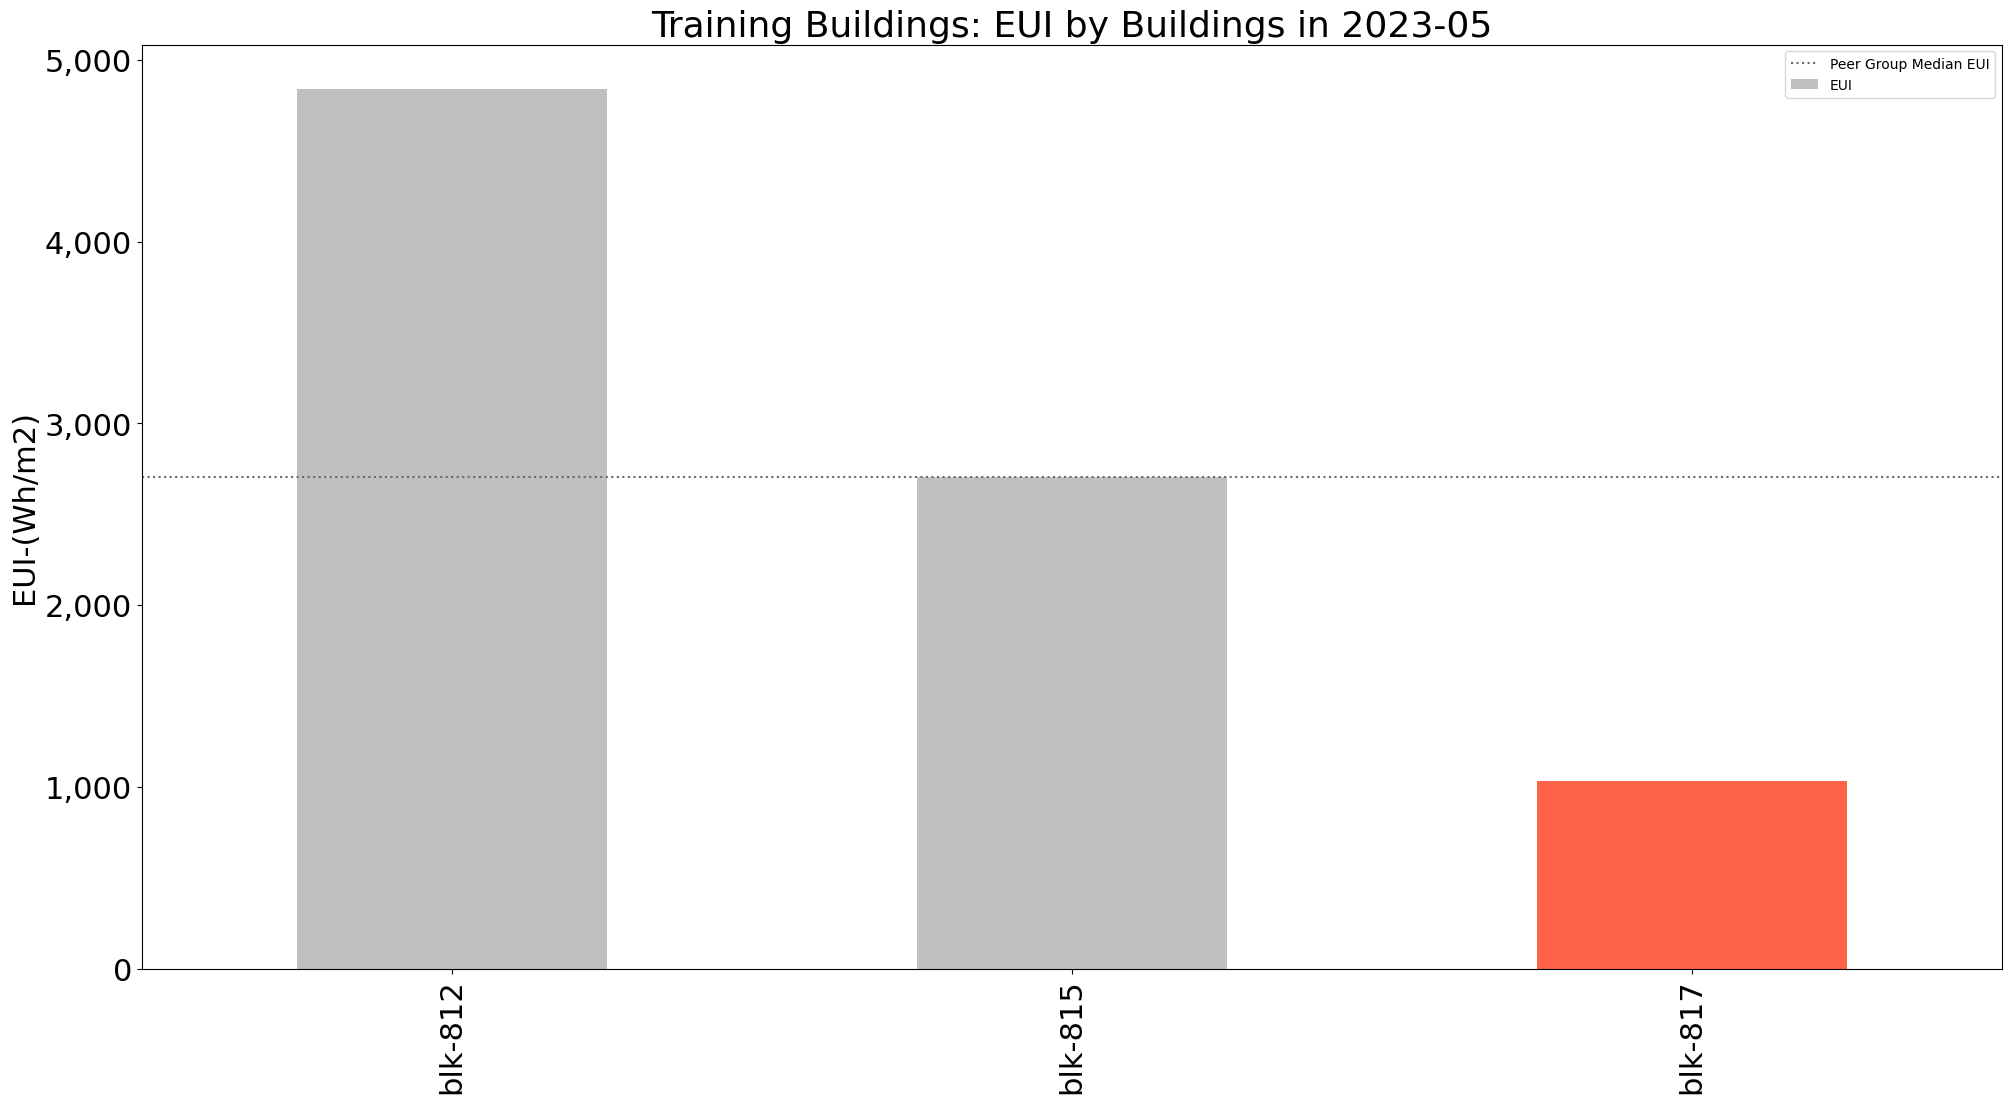 Training Buildings: EUI by Buildings in 2023-05
Peer Group Median EUI
EUI
EUI-(Wh/m2)
5,000
4,000
3,000
2,000
1,000
0
blk-812
blk-815
blk-817